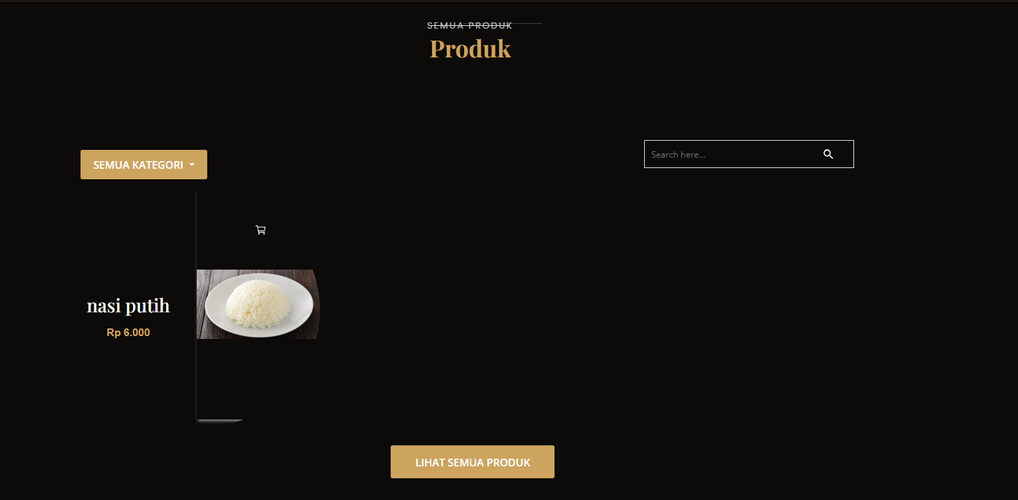 SEMUA PRODUK
Produk
SEMUA KATEGORI
Search here...
nasi putih
Rp 6.000
LIHAT SEMUA PRODUK